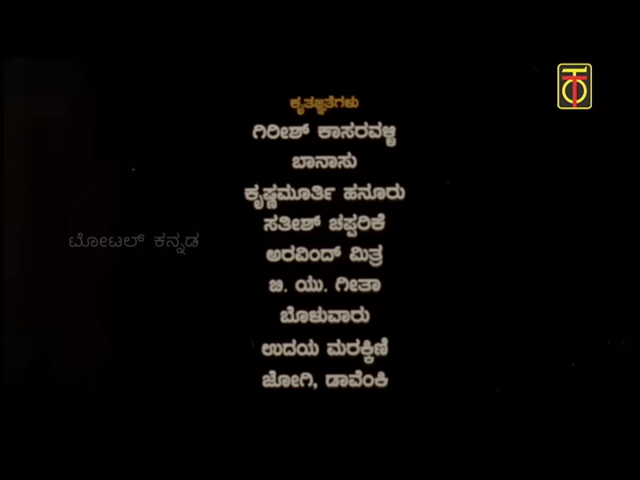 ಕೃತಜ್ಞತೆಗಳು
ಗಿರೀಶ್ ಕಾಸರವಳ್ಳಿ
ಬಾನಾಸು
ಕೃಷ್ಣಮೂರ್ತಿ ಹನೂರು
ಸತೀಶ್ ಚಪ್ಪರಿಕೆ
ಅರವಿಂದ್ ಮಿತ್ರ
ಬಿ. ಯು. ಗೀತಾ
ಬೊಳುವಾರು
ಉದಯ ಮರಕ್ಕಿಣಿ
ಜೋಗಿ, ಡಾವೆಂಕಿ
ಟೋಟಲ್ ಕನ್ನಡ